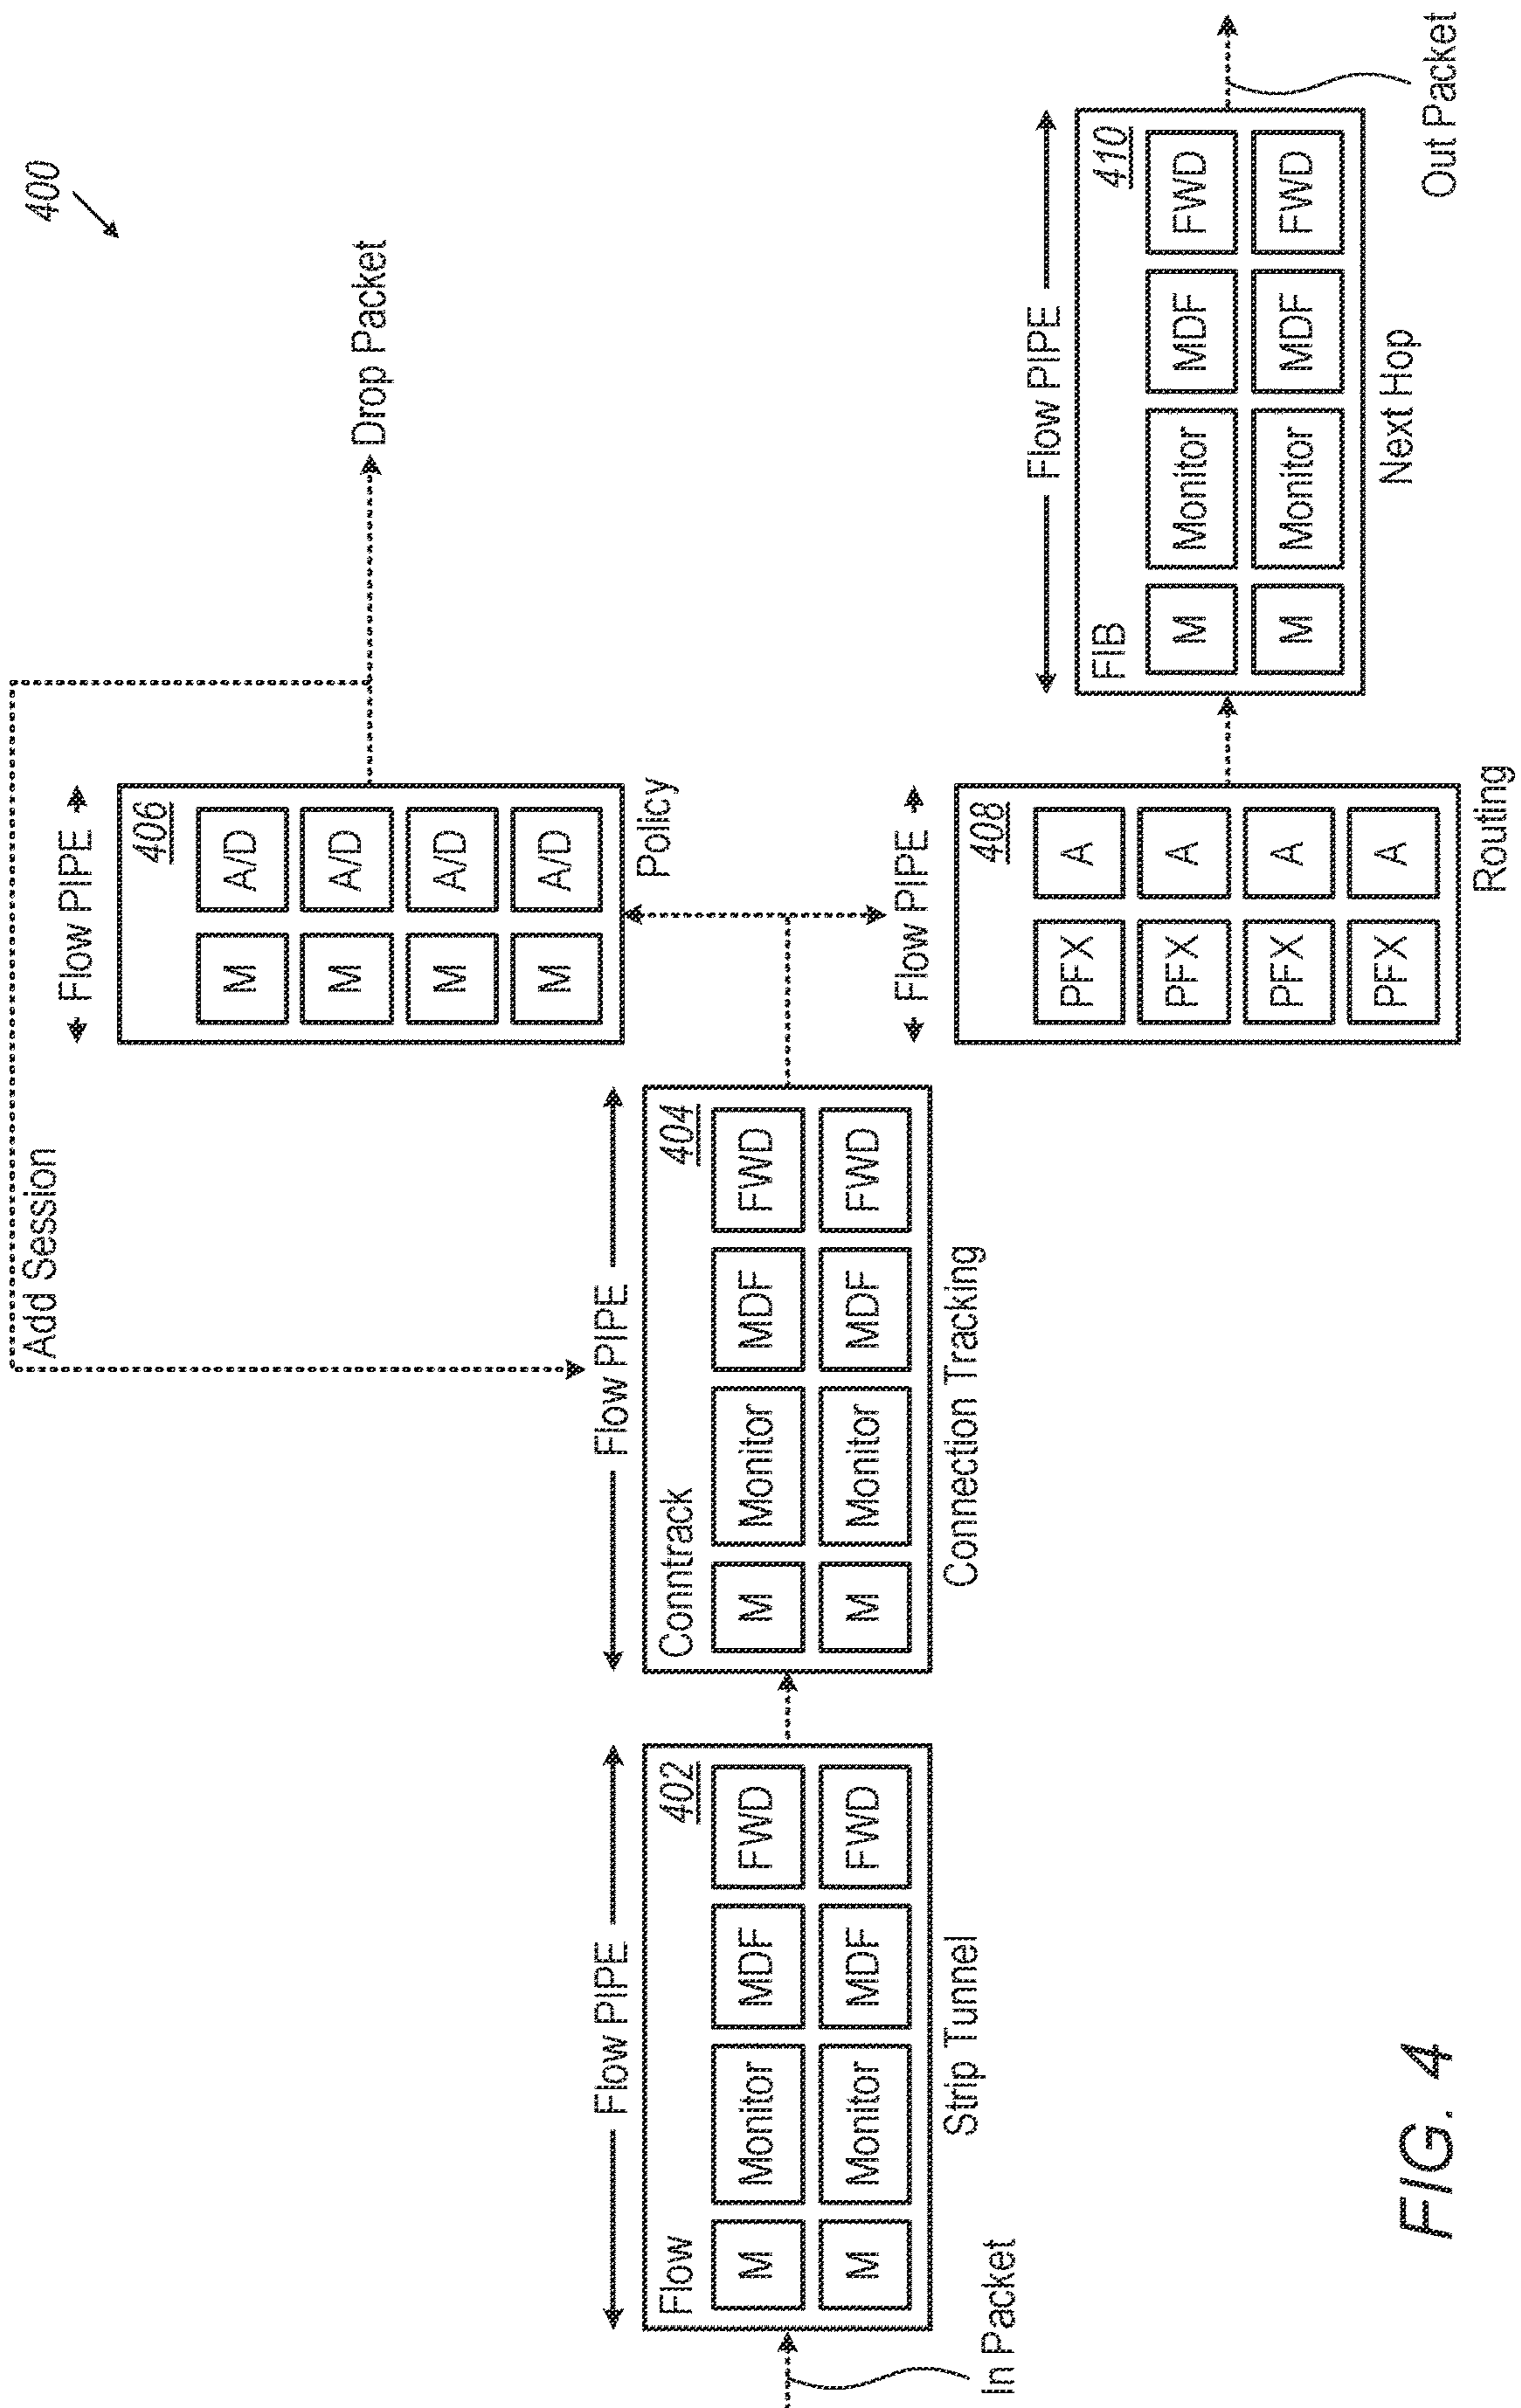 400
Add Session
Flow PIPE
406
M A/D
M A/D
M A/D
M A/D
Policy
Drop Packet
Flow PIPE
Flow
402
M Monitor MDF FWD
M Monitor MDF FWD
Strip Tunnel
In Packet
Flow PIPE
Conntrack
404
M Monitor MDF FWD
M Monitor MDF FWD
Connection Tracking
Flow PIPE
408
PFX A
PFX A
PFX A
PFX A
Routing
Flow PIPE
FIB
410
M Monitor MDF FWD
M Monitor MDF FWD
Next Hop
Out Packet
FIG. 4